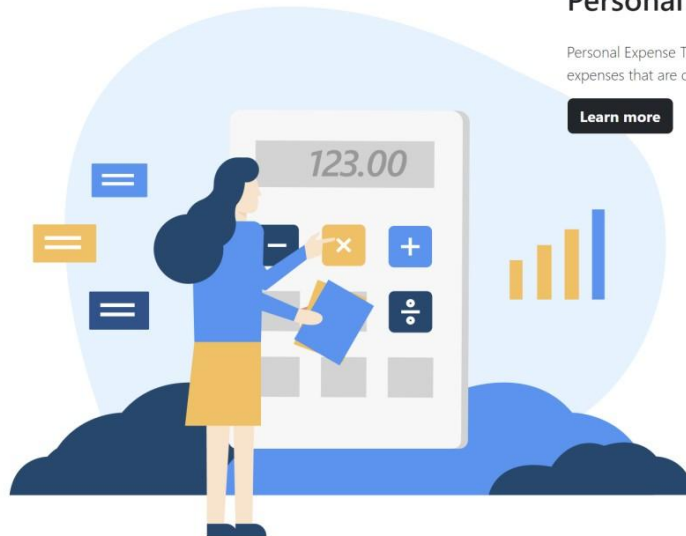 Personal
Personal Expense T
expenses that are
Learn more
123.00
− × +
÷